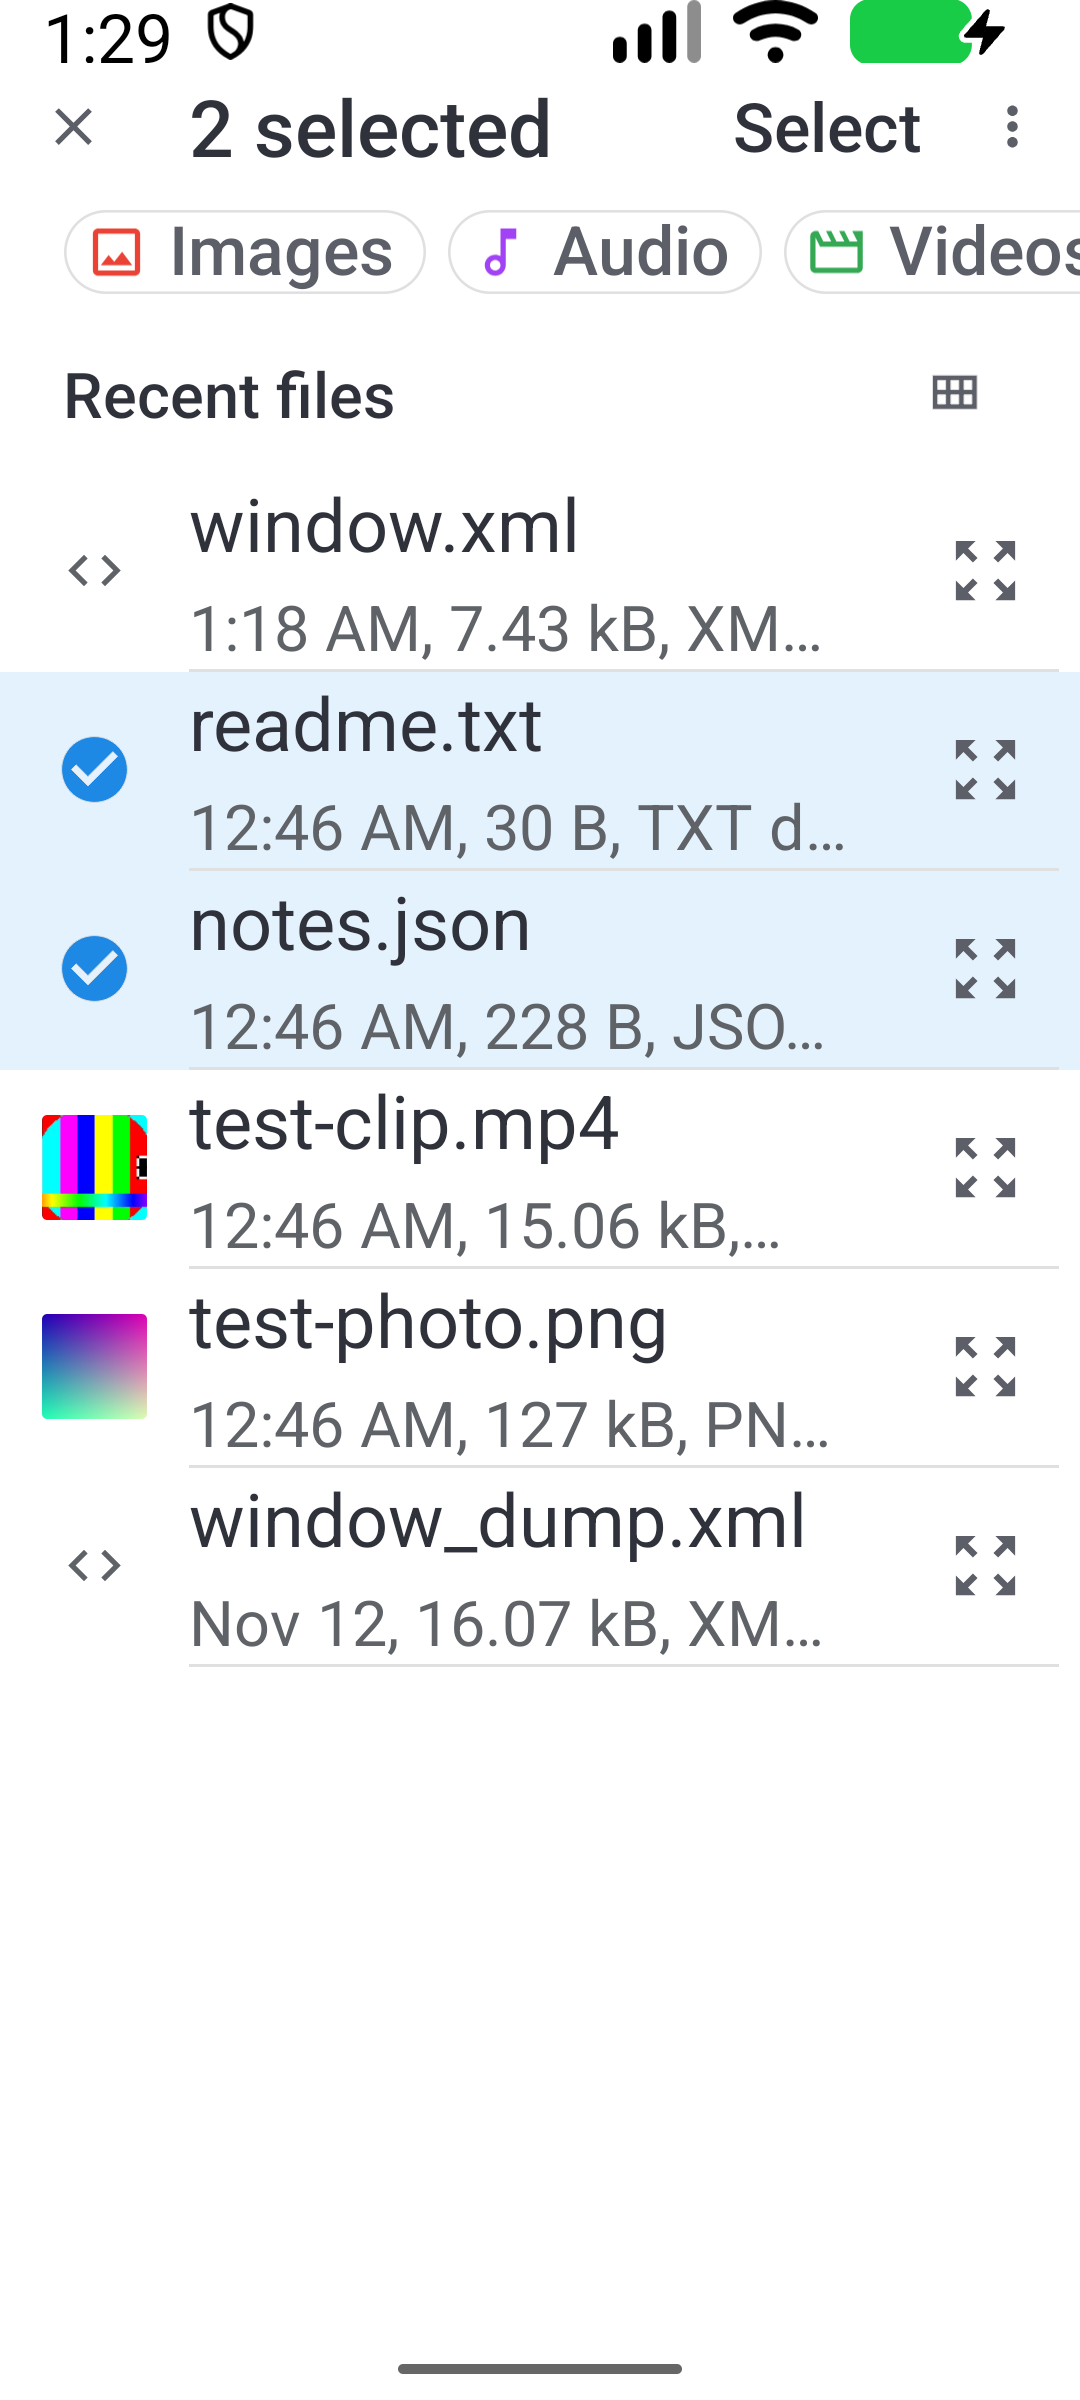 1:29
2 selected Select
Images Audio Videos
Recent files
window.xml
1:18 AM, 7.43 kB, XM…
readme.txt
12:46 AM, 30 B, TXT d…
notes.json
12:46 AM, 228 B, JSO…
test-clip.mp4
12:46 AM, 15.06 kB,…
test-photo.png
12:46 AM, 127 kB, PN…
window_dump.xml
Nov 12, 16.07 kB, XM…